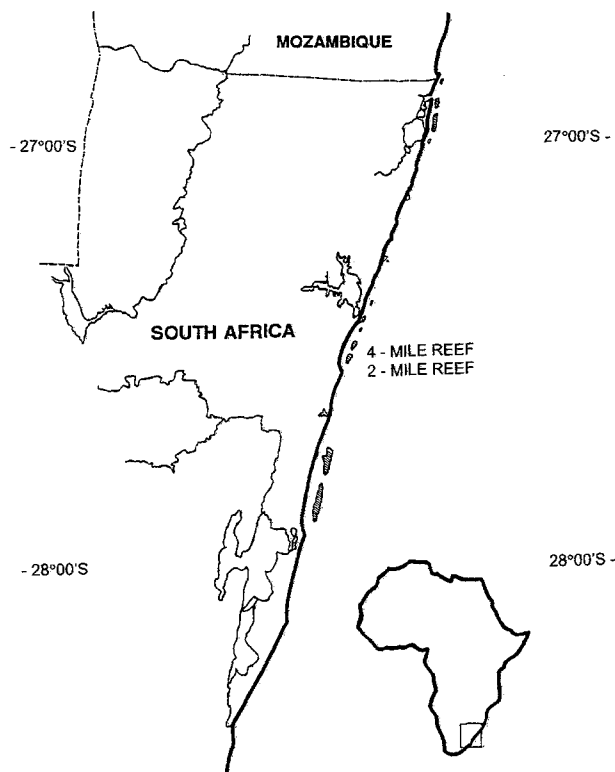 MOZAMBIQUE
- 27°00'S
27°00'S -
SOUTH AFRICA
4 - MILE REEF
2 - MILE REEF
- 28°00'S
28°00'S -